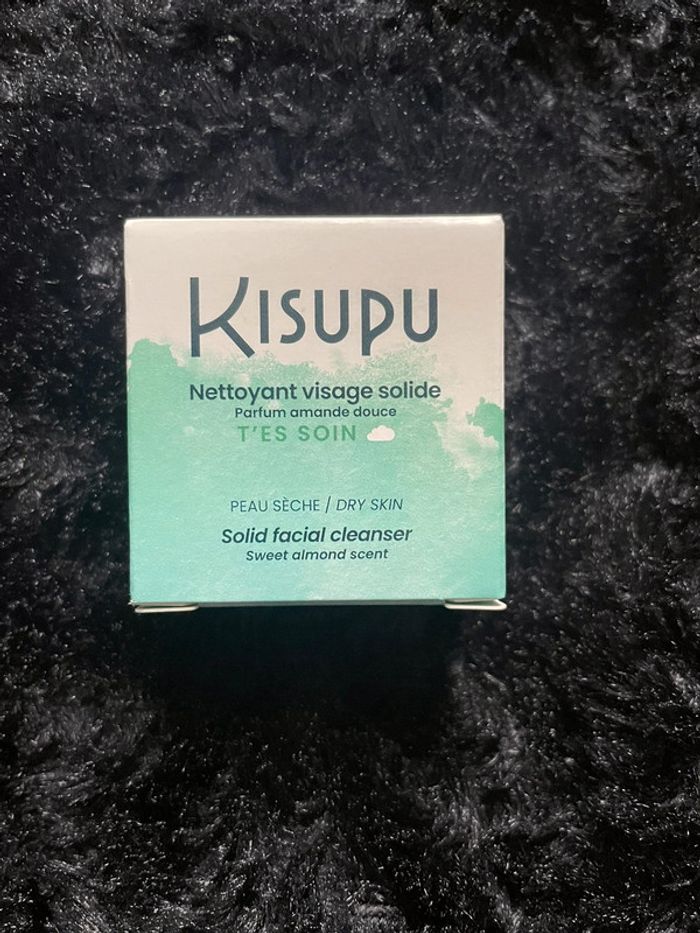 KISUPU
Nettoyant visage solide
Parfum amande douce
T'ES SOIN
PEAU SÈCHE / DRY SKIN
Solid facial cleanser
Sweet almond scent